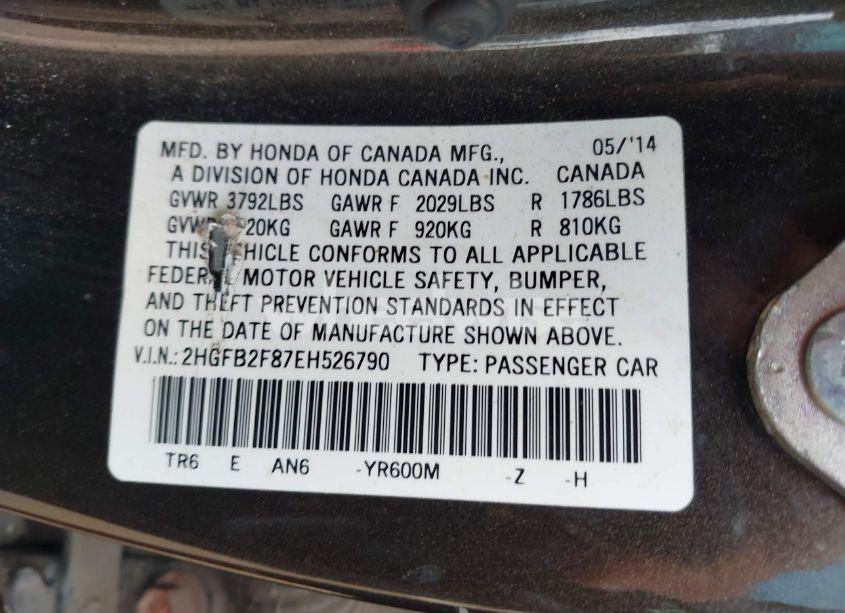 MFD. BY HONDA OF CANADA MFG., 05/'14
A DIVISION OF HONDA CANADA INC. CANADA
GVWR 3792LBS GAWR F 2029LBS R 1786LBS
GVWR 20KG GAWR F 920KG R 810KG
THIS VEHICLE CONFORMS TO ALL APPLICABLE
FEDERAL MOTOR VEHICLE SAFETY, BUMPER,
AND THEFT PREVENTION STANDARDS IN EFFECT
ON THE DATE OF MANUFACTURE SHOWN ABOVE.
V.I.N.: 2HGFB2F87EH526790 TYPE: PASSENGER CAR
TR6 E AN6 -YR600M -Z -H